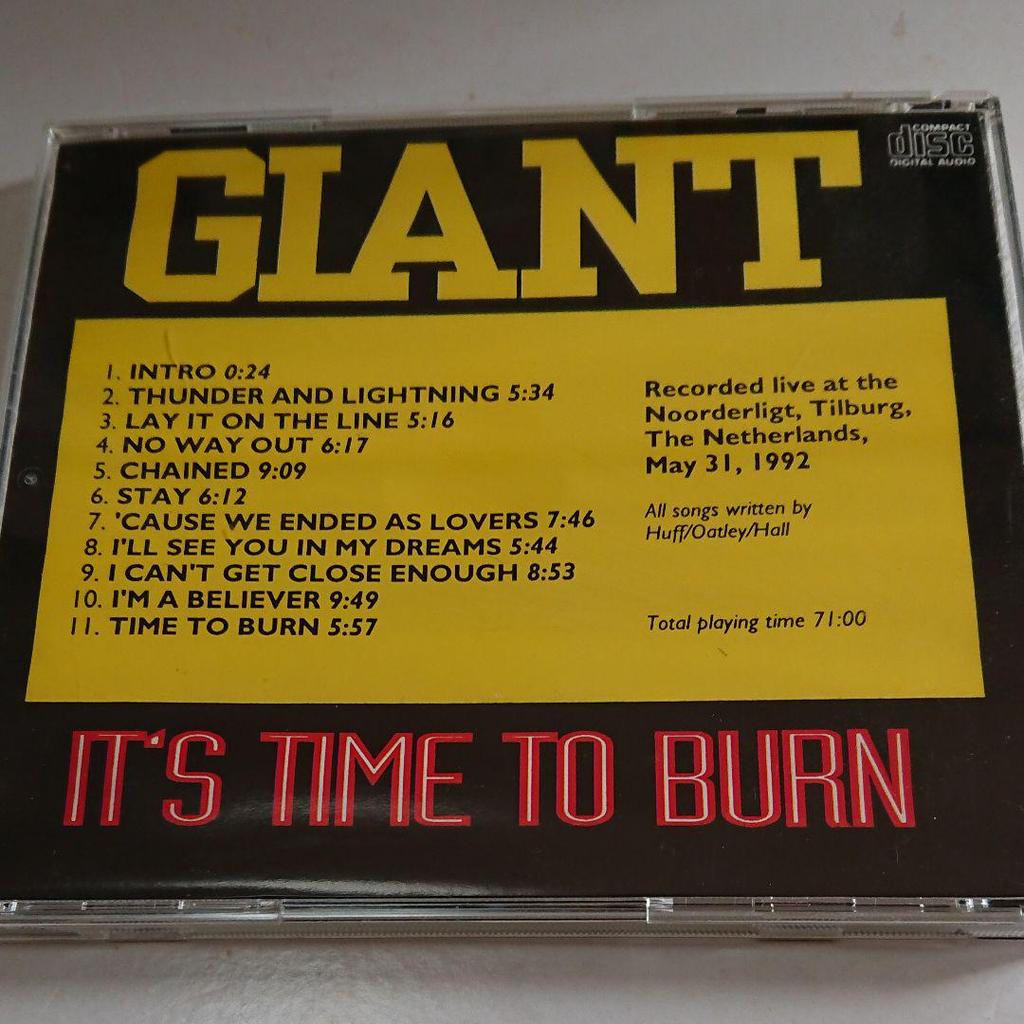 GIANT
COMPACT
disc
DIGITAL AUDIO
1. INTRO 0:24
2. THUNDER AND LIGHTNING 5:34
3. LAY IT ON THE LINE 5:16
4. NO WAY OUT 6:17
5. CHAINED 9:09
6. STAY 6:12
7. 'CAUSE WE ENDED AS LOVERS 7:46
8. I'LL SEE YOU IN MY DREAMS 5:44
9. I CAN'T GET CLOSE ENOUGH 8:53
10. I'M A BELIEVER 9:49
11. TIME TO BURN 5:57
Recorded live at the
Noorderligt, Tilburg,
The Netherlands,
May 31, 1992
All songs written by
Huff/Oatley/Hall
Total playing time 71:00
IT'S TIME TO BURN